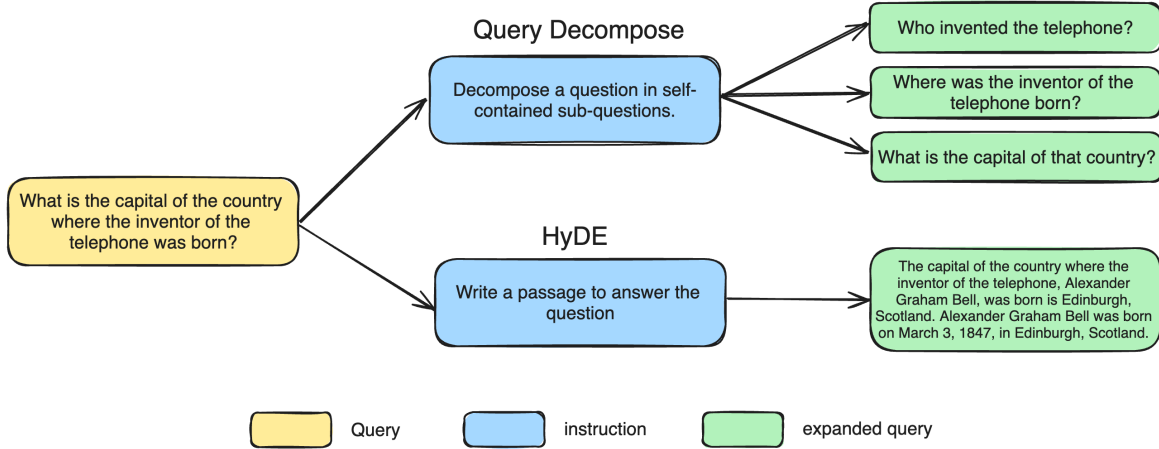 Query Decompose
Who invented the telephone?
Decompose a question in self-
contained sub-questions.
Where was the inventor of the
telephone born?
What is the capital of that country?
What is the capital of the country
where the inventor of the
telephone was born?
HyDE
Write a passage to answer the
question
The capital of the country where the
inventor of the telephone, Alexander
Graham Bell, was born is Edinburgh,
Scotland. Alexander Graham Bell was born
on March 3, 1847, in Edinburgh, Scotland.
Query
instruction
expanded query